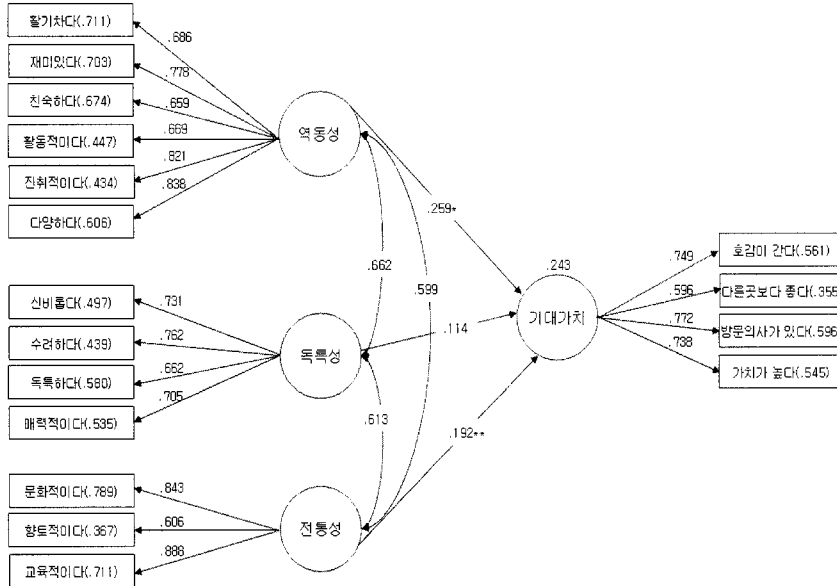 활기차다(.711)
.686
재미있다(.703)
.778
친숙하다(.674)
.659
활동적이다(.447)
.669
진취적이다(.434)
.821
다양하다(.606)
.838
역동성
.259*
.662
.599
신비롭다(.497)
.731
수려하다(.439)
.762
독특하다(.580)
.662
매력적이다(.535)
.705
독특성
.114
.613
문화적이다(.789)
.843
향토적이다(.367)
.606
교육적이다(.711)
.888
전통성
.192**
.243
기대가치
.749
호감이 간다(.561)
.596
다른곳보다 좋다(.355
.772
방문의사가 있다(.596
.738
가치가 높다(.545)